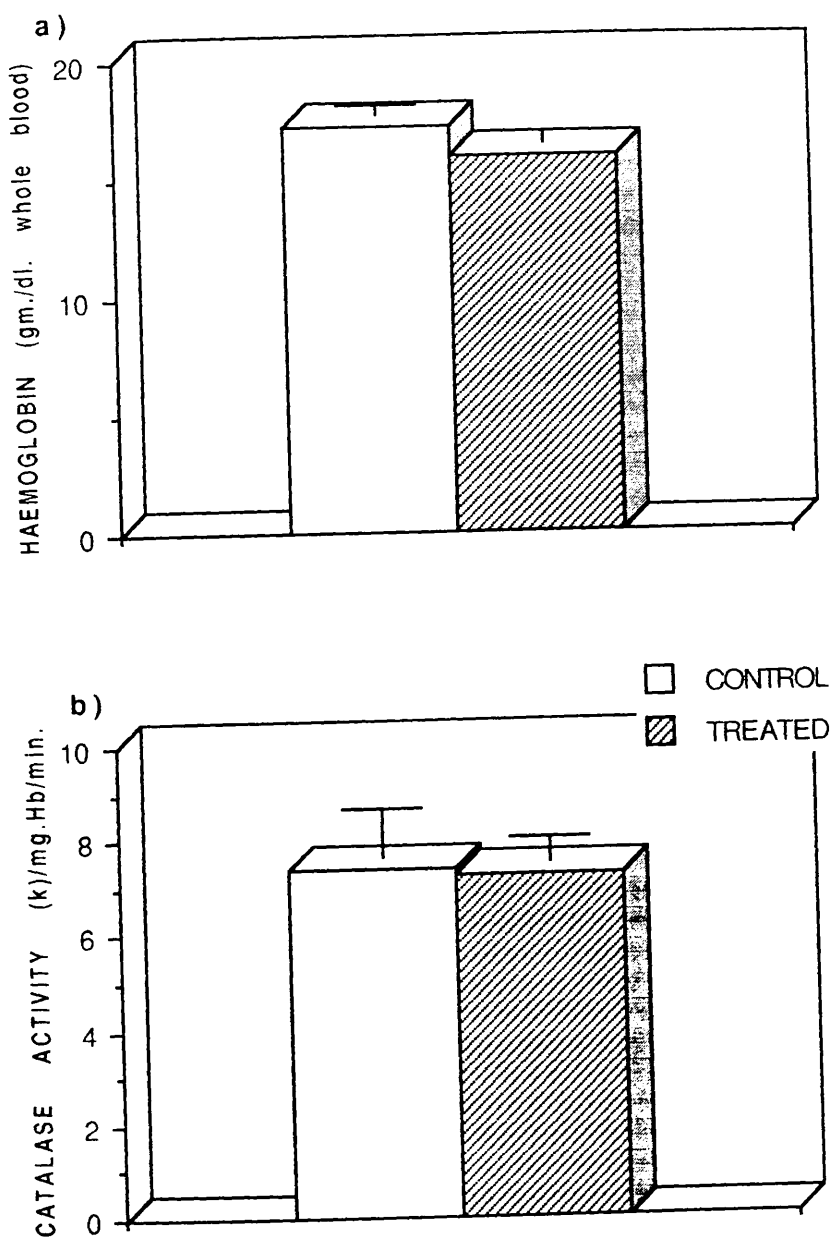 a)
HAEMOGLOBIN (gm./dl. whole blood)
20
10
0
CONTROL
TREATED
b)
CATALASE ACTIVITY (k)/mg.Hb/min.
10
8
6
4
2
0